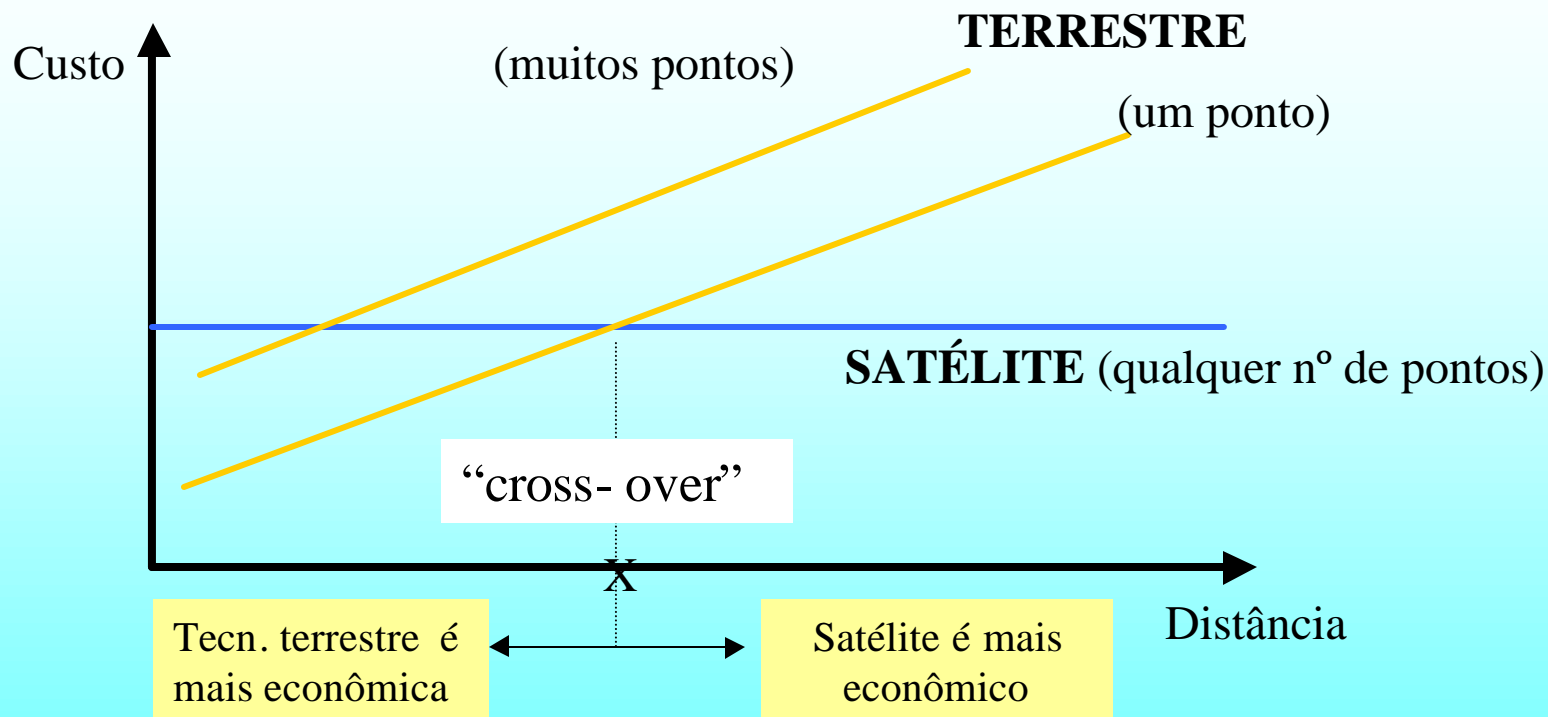 TERRESTRE
Custo
(muitos pontos)
(um ponto)
SATÉLITE (qualquer nº de pontos)
“cross- over”
X
Distância
Tecn. terrestre é
mais econômica
Satélite é mais
econômico